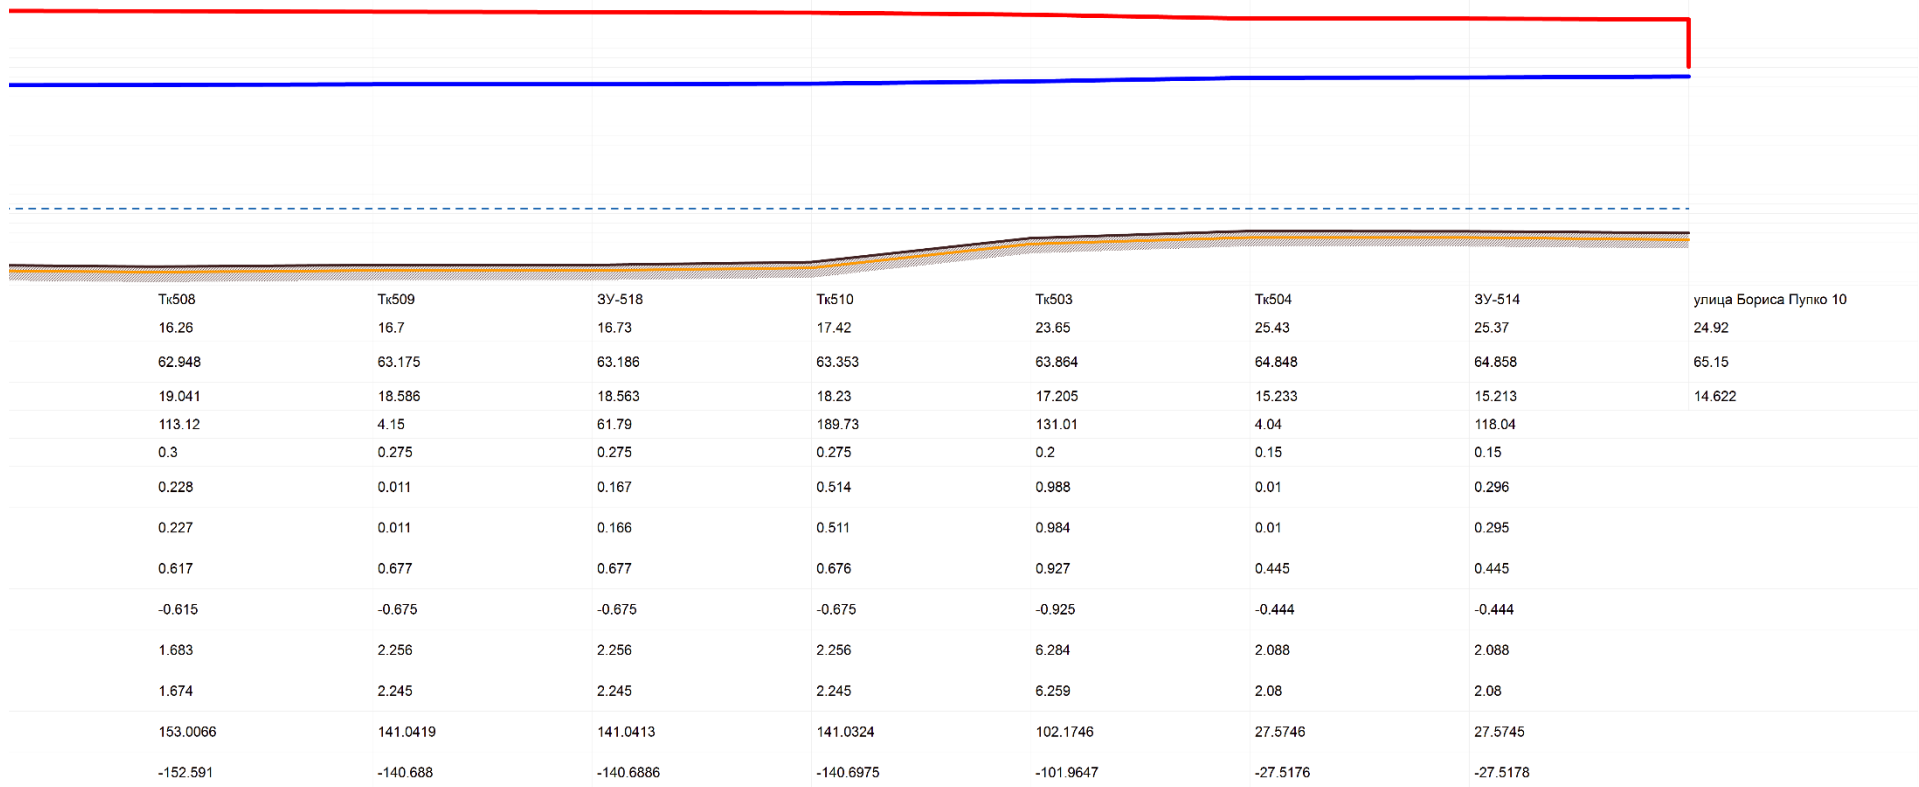 Тк508 Тк509 ЗУ-518 Тк510 Тк503 Тк504 ЗУ-514 улица Бориса Пупко 10
16.26 16.7 16.73 17.42 23.65 25.43 25.37 24.92
62.948 63.175 63.186 63.353 63.864 64.848 64.858 65.15
19.041 18.586 18.563 18.23 17.205 15.233 15.213 14.622
113.12 4.15 61.79 189.73 131.01 4.04 118.04
0.3 0.275 0.275 0.275 0.2 0.15 0.15
0.228 0.011 0.167 0.514 0.988 0.01 0.296
0.227 0.011 0.166 0.511 0.984 0.01 0.295
0.617 0.677 0.677 0.676 0.927 0.445 0.445
-0.615 -0.675 -0.675 -0.675 -0.925 -0.444 -0.444
1.683 2.256 2.256 2.256 6.284 2.088 2.088
1.674 2.245 2.245 2.245 6.259 2.08 2.08
153.0066 141.0419 141.0413 141.0324 102.1746 27.5746 27.5745
-152.591 -140.688 -140.6886 -140.6975 -101.9647 -27.5176 -27.5178